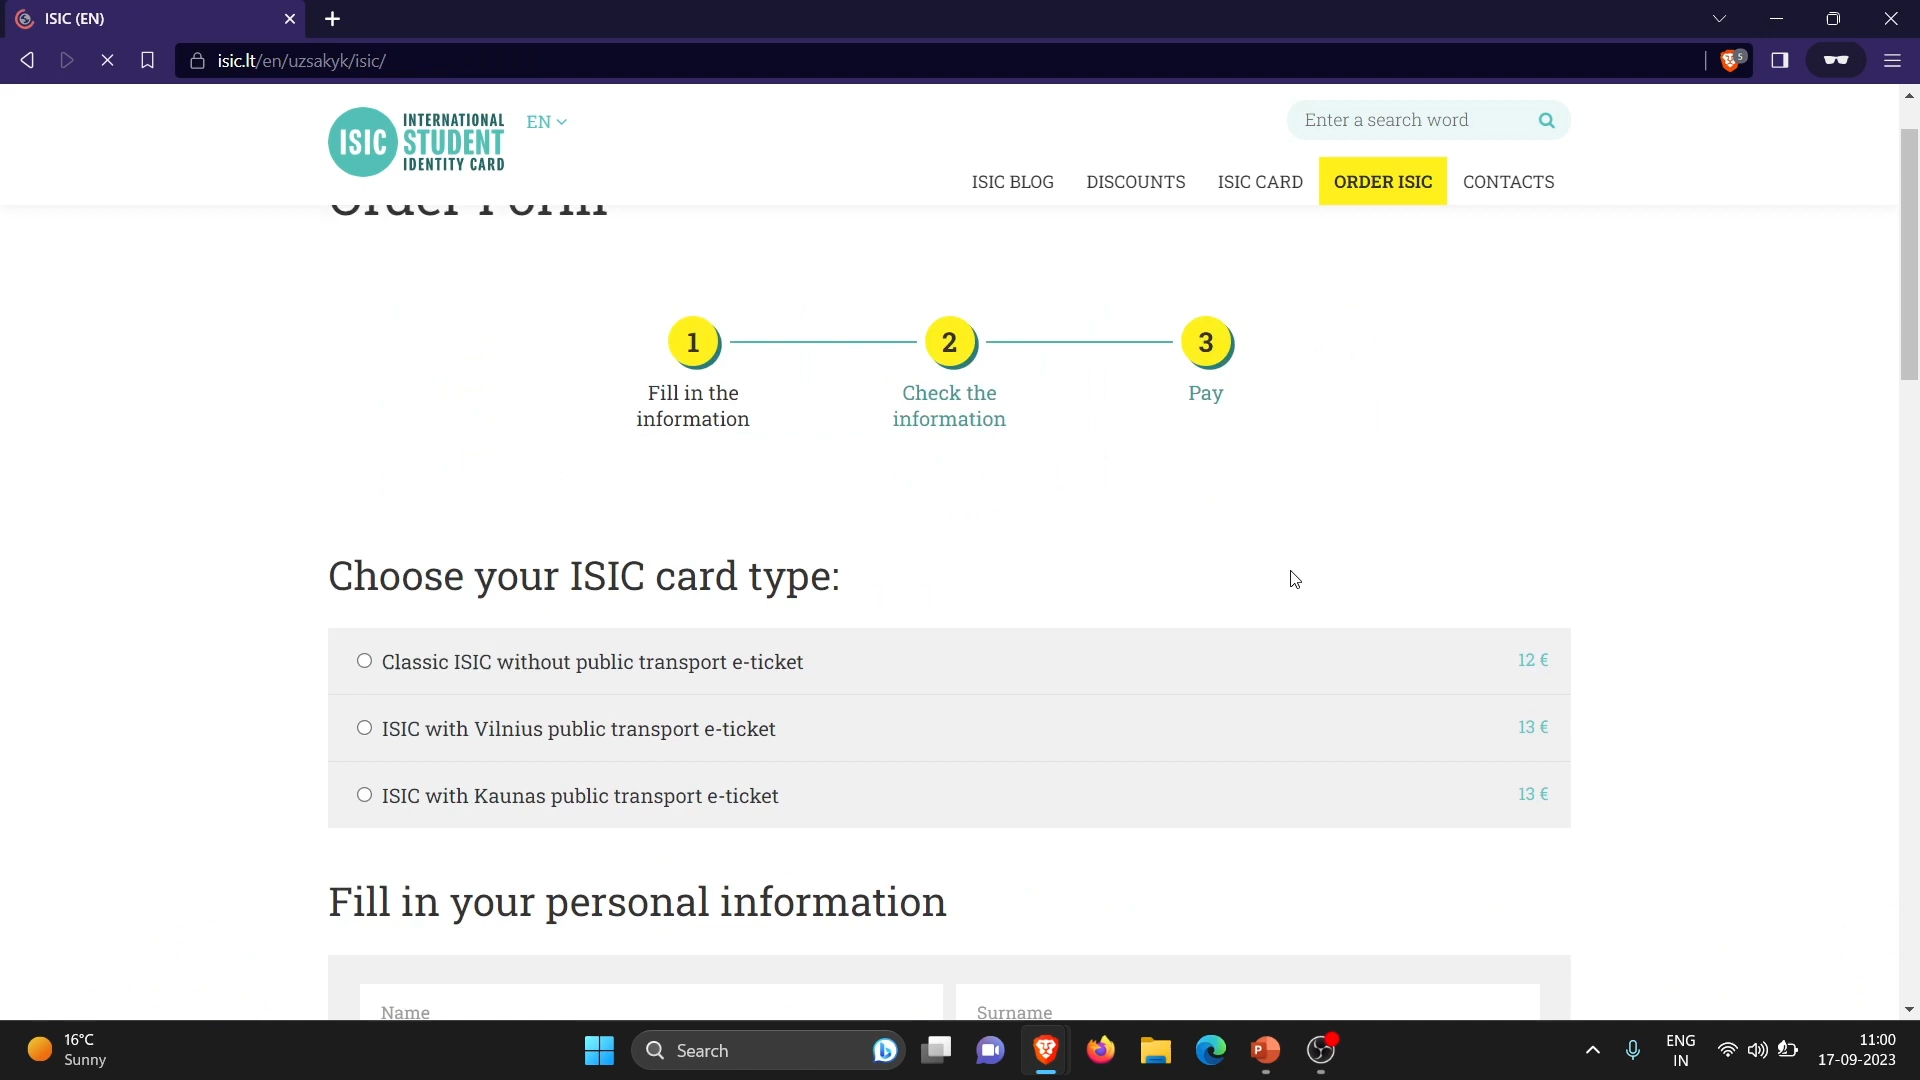 ISIC (EN)
isic.lt/en/uzsakyk/isic/
5
ISIC
INTERNATIONAL
STUDENT
IDENTITY CARD
EN
Enter a search word
ISIC BLOG
DISCOUNTS
ISIC CARD
ORDER ISIC
CONTACTS
Order Form
1
2
3
Fill in the
information
Check the
information
Pay
Choose your ISIC card type:
Classic ISIC without public transport e-ticket
12 €
ISIC with Vilnius public transport e-ticket
13 €
ISIC with Kaunas public transport e-ticket
13 €
Fill in your personal information
Name
Surname
16°C
Sunny
Search
ENG
IN
11:00
17-09-2023